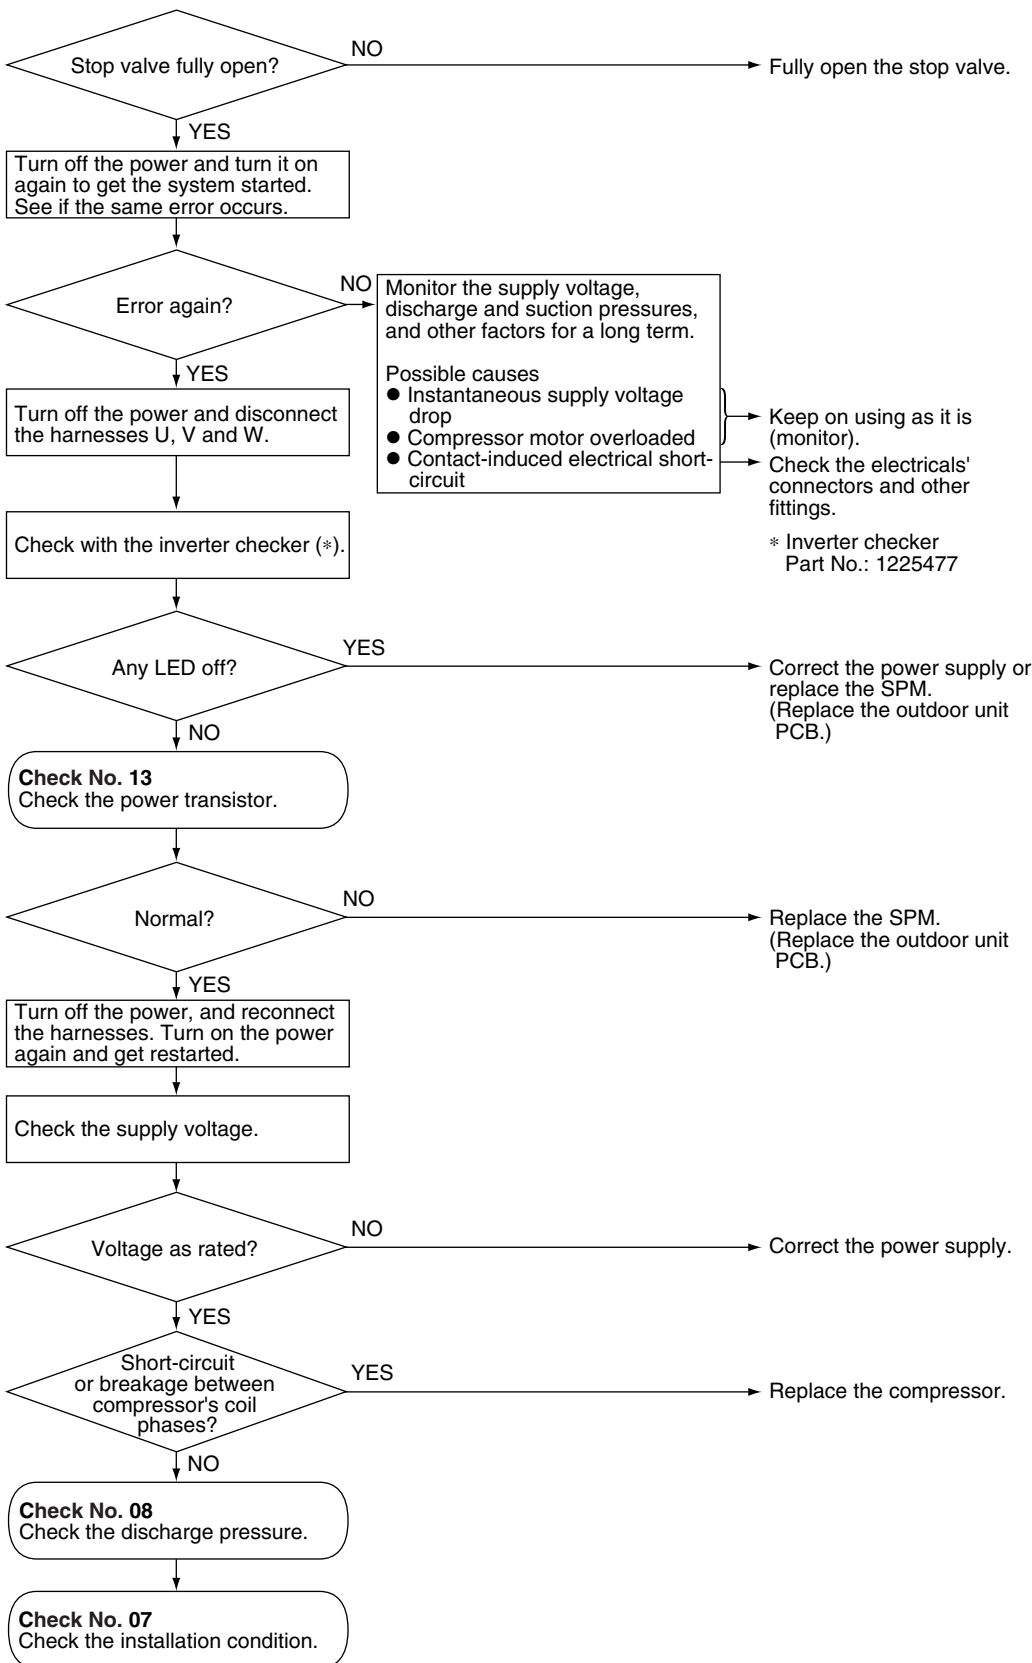 Stop valve fully open?
NO
Fully open the stop valve.
YES
Turn off the power and turn it on
again to get the system started.
See if the same error occurs.
Error again?
NO
Monitor the supply voltage,
discharge and suction pressures,
and other factors for a long term.
Possible causes
● Instantaneous supply voltage
drop
● Compressor motor overloaded
● Contact-induced electrical short-
circuit
Keep on using as it is
(monitor).
Check the electricals'
connectors and other
fittings.
* Inverter checker
Part No.: 1225477
YES
Turn off the power and disconnect
the harnesses U, V and W.
Check with the inverter checker (*).
Any LED off?
YES
Correct the power supply or
replace the SPM.
(Replace the outdoor unit
PCB.)
NO
Check No. 13
Check the power transistor.
Normal?
NO
Replace the SPM.
(Replace the outdoor unit
PCB.)
YES
Turn off the power, and reconnect
the harnesses. Turn on the power
again and get restarted.
Check the supply voltage.
Voltage as rated?
NO
Correct the power supply.
YES
Short-circuit
or breakage between
compressor's coil
phases?
YES
Replace the compressor.
NO
Check No. 08
Check the discharge pressure.
Check No. 07
Check the installation condition.